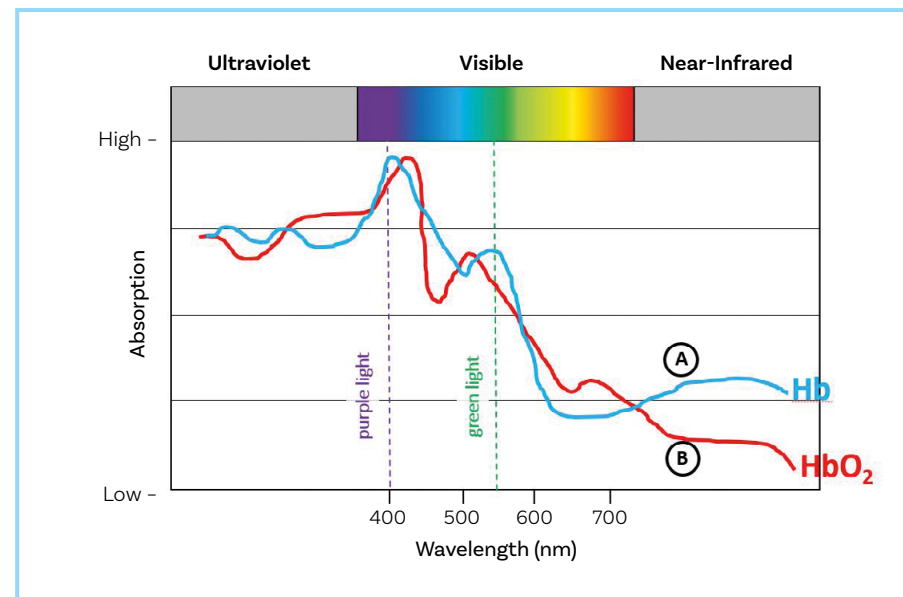 Ultraviolet Visible Near-Infrared
High -
Absorption
purple light
green light
A
Hb
B
HbO₂
Low -
400 500 600 700
Wavelength (nm)